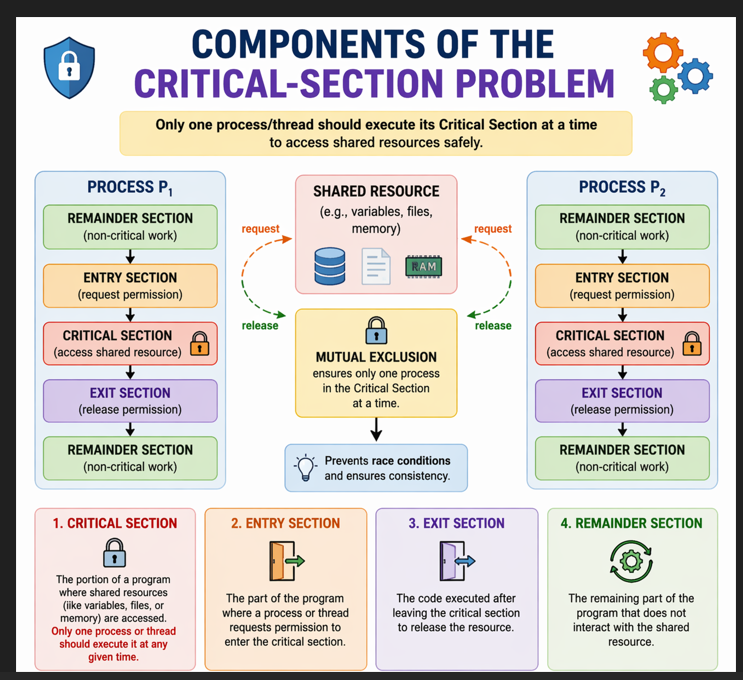 COMPONENTS OF THE
CRITICAL-SECTION PROBLEM
Only one process/thread should execute its Critical Section at a time
to access shared resources safely.
PROCESS P₁
REMAINDER SECTION
(non-critical work)
ENTRY SECTION
(request permission)
CRITICAL SECTION
(access shared resource)
EXIT SECTION
(release permission)
REMAINDER SECTION
(non-critical work)
request
release
SHARED RESOURCE
(e.g., variables, files,
memory)
RAM
MUTUAL EXCLUSION
ensures only one process
in the Critical Section
at a time.
Prevents race conditions
and ensures consistency.
request
release
PROCESS P₂
REMAINDER SECTION
(non-critical work)
ENTRY SECTION
(request permission)
CRITICAL SECTION
(access shared resource)
EXIT SECTION
(release permission)
REMAINDER SECTION
(non-critical work)
1. CRITICAL SECTION
The portion of a program
where shared resources
(like variables, files, or
memory) are accessed.
Only one process or thread
should execute it at any
given time.
2. ENTRY SECTION
The part of the program
where a process or thread
requests permission to
enter the critical section.
3. EXIT SECTION
The code executed after
leaving the critical section
to release the resource.
4. REMAINDER SECTION
The remaining part of the
program that does not
interact with the shared
resource.